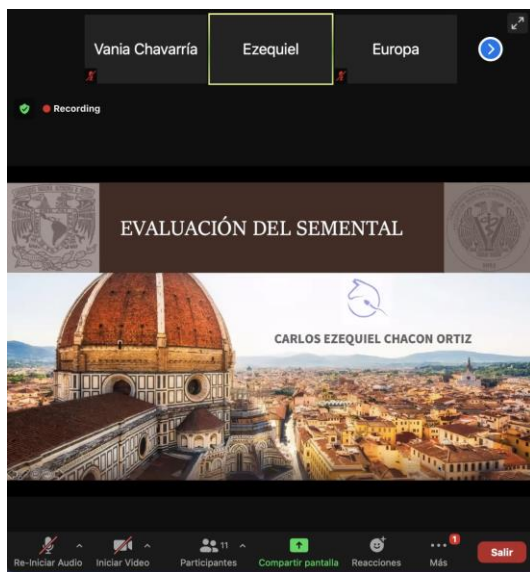 Vania Chavarría
Ezequiel
Europa
Recording
EVALUACIÓN DEL SEMENTAL
CARLOS EZEQUIEL CHACON ORTIZ
11
1
Re-Iniciar Audio
Iniciar Video
Participantes
Compartir pantalla
Reacciones
Más
Salir